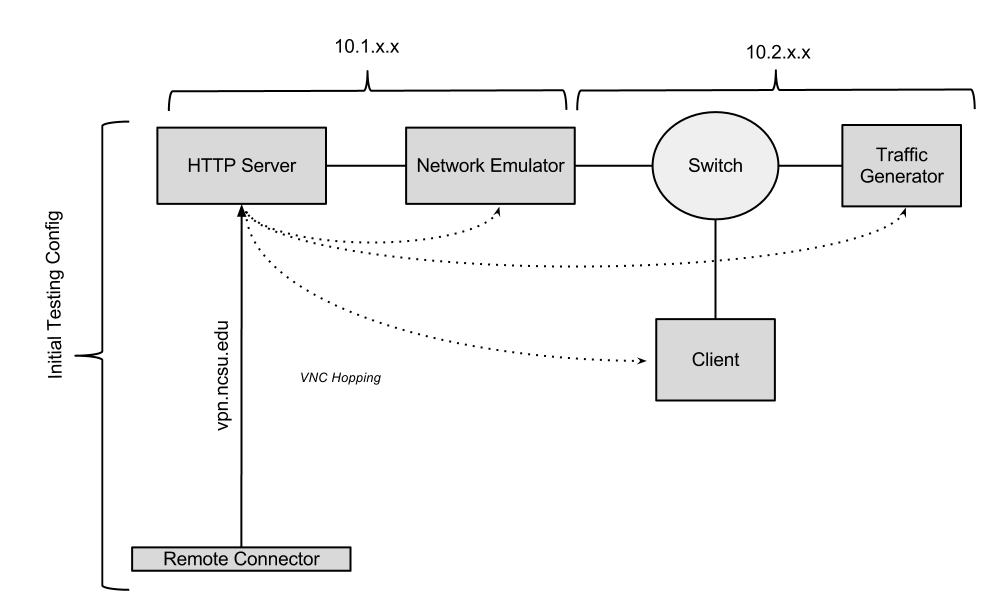 10.1.x.x
10.2.x.x
HTTP Server
Network Emulator
Switch
Traffic
Generator
Initial Testing Config
vpn.ncsu.edu
VNC Hopping
Client
Remote Connector